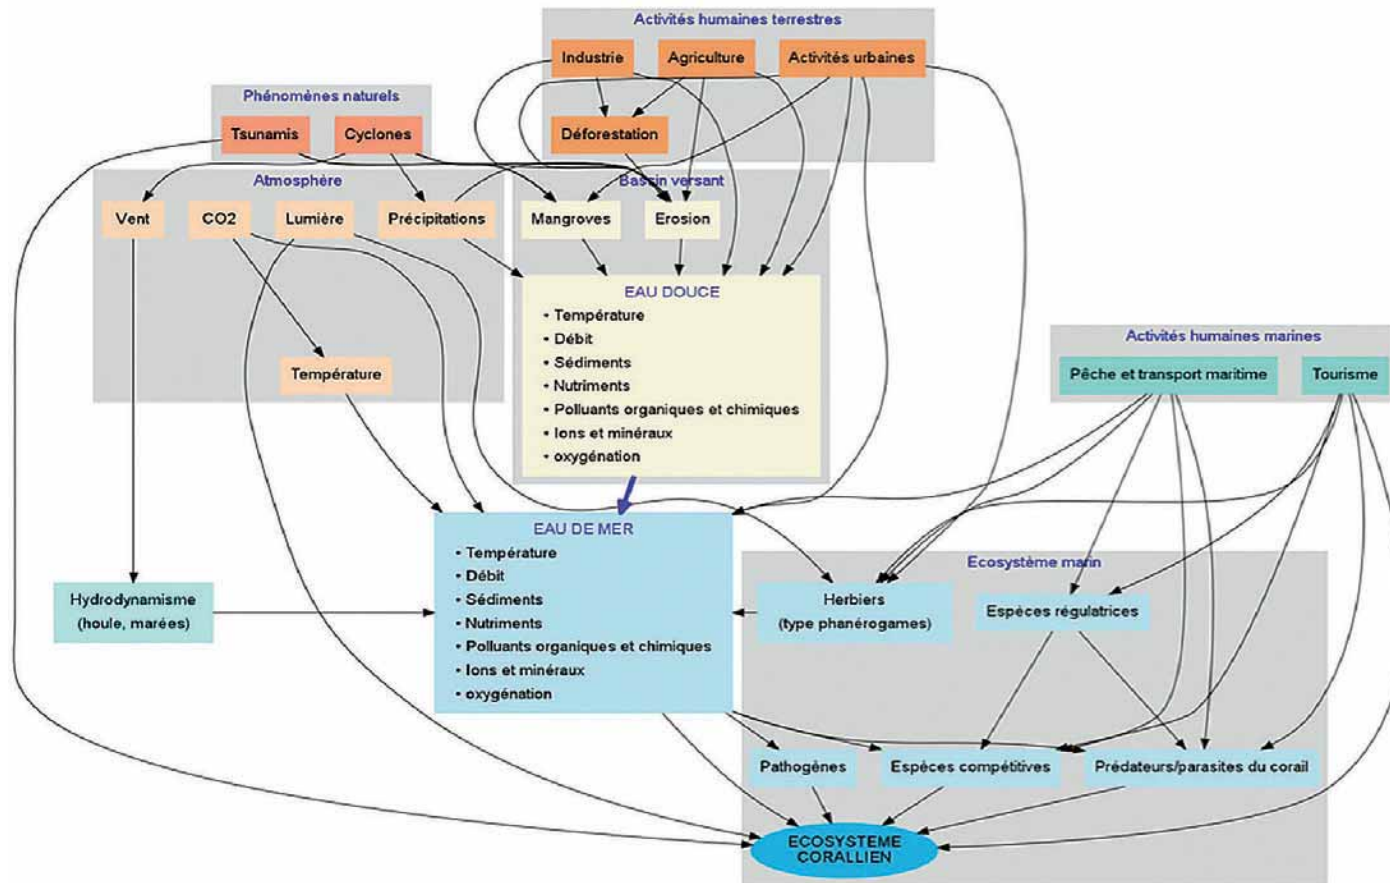 Activités humaines terrestres
Industrie
Agriculture
Activités urbaines
Phénomènes naturels
Tsunamis
Cyclones
Déforestation
Atmosphère
Bassin versant
Vent
CO2
Lumière
Précipitations
Mangroves
Erosion
EAU DOUCE
• Température
• Débit
• Sédiments
• Nutriments
• Polluants organiques et chimiques
• Ions et minéraux
• oxygénation
Activités humaines marines
Pêche et transport maritime
Tourisme
Température
EAU DE MER
• Température
• Débit
• Sédiments
• Nutriments
• Polluants organiques et chimiques
• Ions et minéraux
• oxygénation
Hydrodynamisme
(houle, marées)
Ecosystème marin
Herbiers
(type phanérogames)
Espèces régulatrices
Pathogènes
Espèces compétitives
Prédateurs/parasites du corail
ECOSYSTEME
CORALLIEN